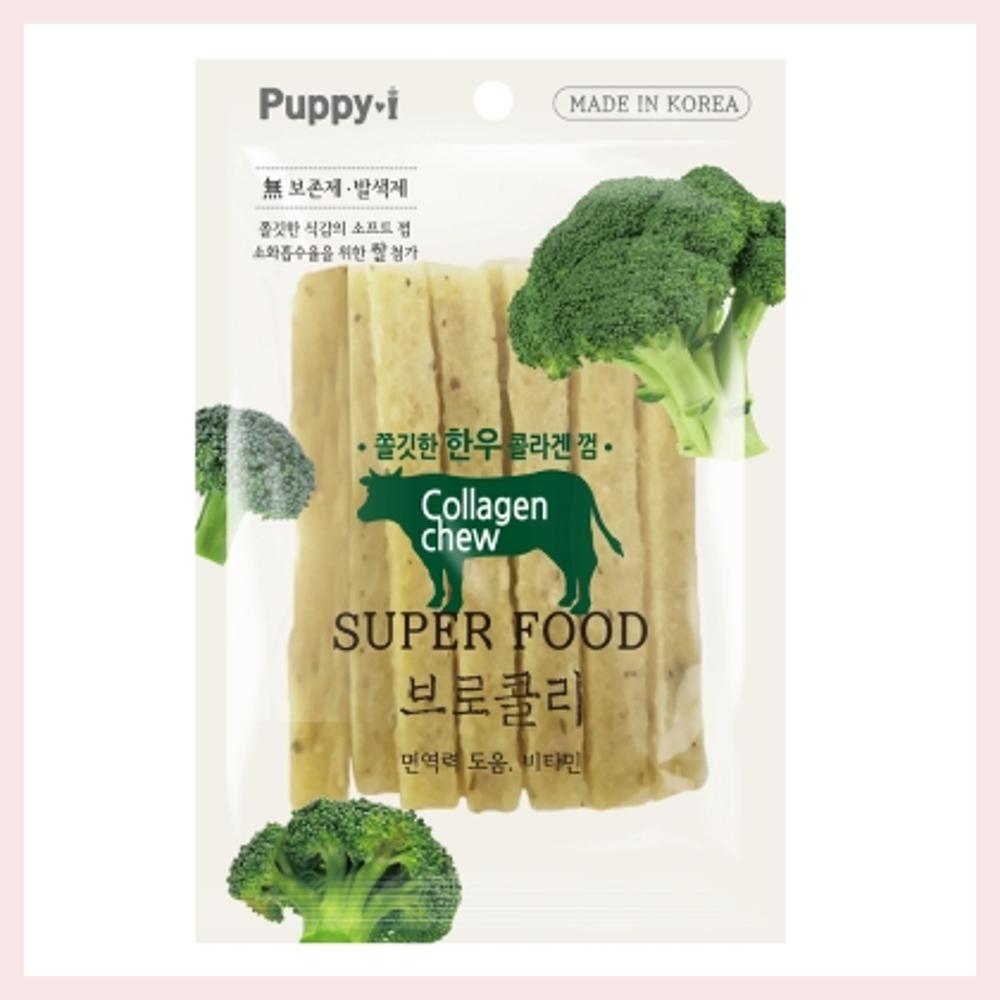 Puppy♥i
MADE IN KOREA
無 보존제·발색제
쫄깃한 식감의 소프트 껌
소화흡수율을 위한 쌀 첨가
• 쫄깃한 한우 콜라겐 껌 •
Collagen
chew
SUPER FOOD
브로콜리
면역력 도움, 비타민